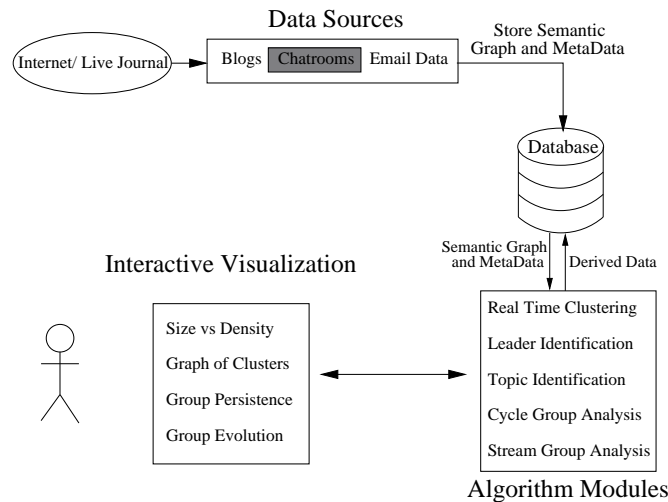 Data Sources
Internet/ Live Journal
Blogs
Chatrooms
Email Data
Store Semantic
Graph and MetaData
Database
Semantic Graph
and MetaData
Derived Data
Interactive Visualization
Size vs Density
Graph of Clusters
Group Persistence
Group Evolution
Real Time Clustering
Leader Identification
Topic Identification
Cycle Group Analysis
Stream Group Analysis
Algorithm Modules